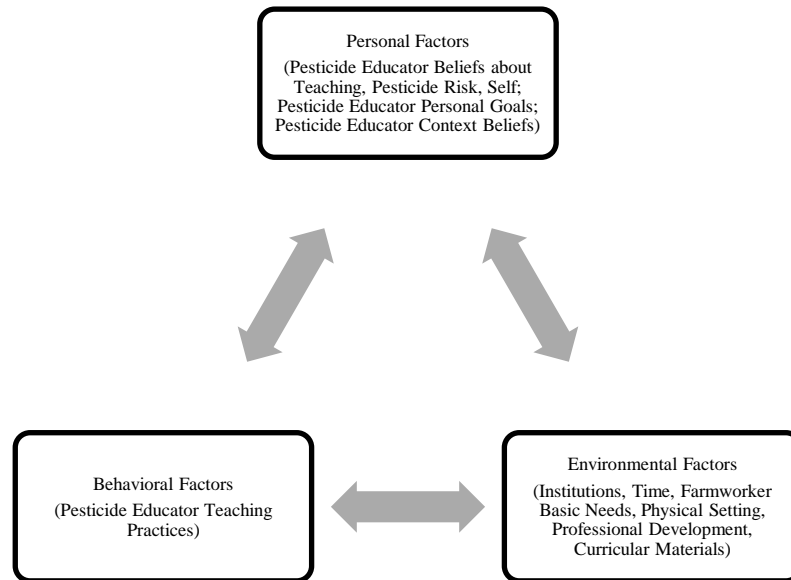 Personal Factors
(Pesticide Educator Beliefs about
Teaching, Pesticide Risk, Self;
Pesticide Educator Personal Goals;
Pesticide Educator Context Beliefs)
Behavioral Factors
(Pesticide Educator Teaching
Practices)
Environmental Factors
(Institutions, Time, Farmworker
Basic Needs, Physical Setting,
Professional Development,
Curricular Materials)